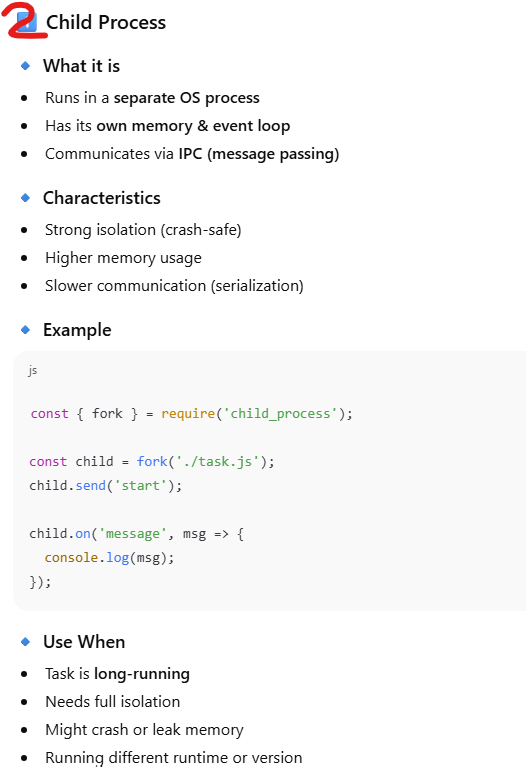 2 Child Process
What it is
Runs in a separate OS process
Has its own memory & event loop
Communicates via IPC (message passing)
Characteristics
Strong isolation (crash-safe)
Higher memory usage
Slower communication (serialization)
Example
js
const { fork } = require('child_process');
const child = fork('./task.js');
child.send('start');
child.on('message', msg => {
  console.log(msg);
});
Use When
Task is long-running
Needs full isolation
Might crash or leak memory
Running different runtime or version